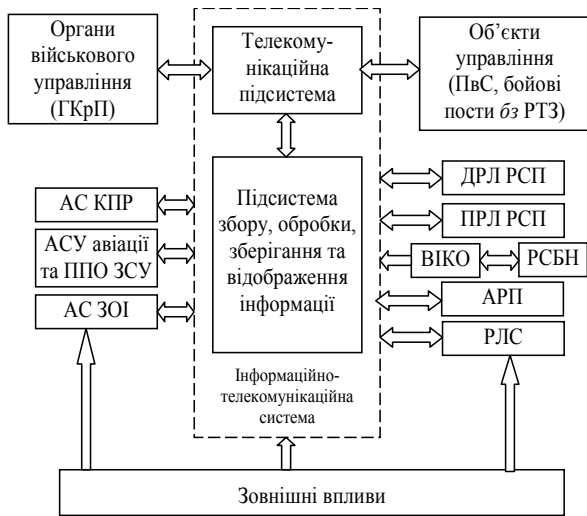 Органи
військового
управління
(ГКрП)
Телекому-
нікаційна
підсистема
Об’єкти
управління
(ПвС, бойові
пости бз РТЗ)
АС КПР
АСУ авіації
та ППО ЗСУ
АС ЗОІ
Підсистема
збору, обробки,
зберігання та
відображення
інформації
ДРЛ РСП
ПРЛ РСП
ВІКО
РСБН
АРП
РЛС
Інформаційно-
телекомунікаційна
система
Зовнішні впливи